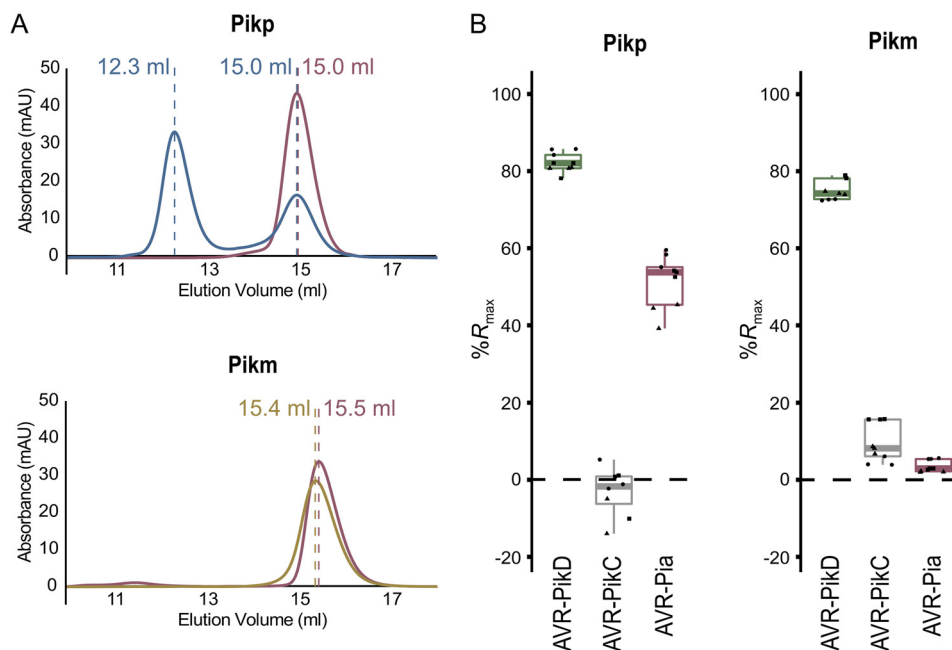 A
Pikp
12.3 ml 15.0 ml 15.0 ml
Absorbance (mAU)
50
40
30
20
10
0
11 13 15 17
Elution Volume (ml)
Pikm
15.4 ml 15.5 ml
Absorbance (mAU)
50
40
30
20
10
0
11 13 15 17
Elution Volume (ml)
B
Pikp
%Rmax
100
80
60
40
20
0
-20
AVR-PikD
AVR-PikC
AVR-Pia
Pikm
%Rmax
100
80
60
40
20
0
-20
AVR-PikD
AVR-PikC
AVR-Pia